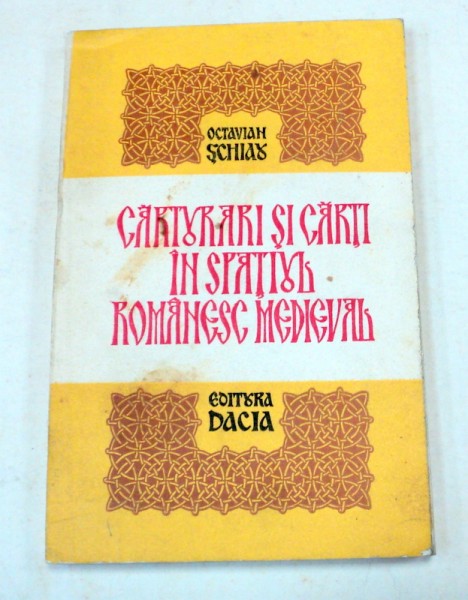 OCTAVIAN
ȘCHIAU
CĂRTURARI ȘI CĂRȚI
ÎN SPAȚIUL
ROMÂNESC MEDIEVAL
EDITURA
DACIA